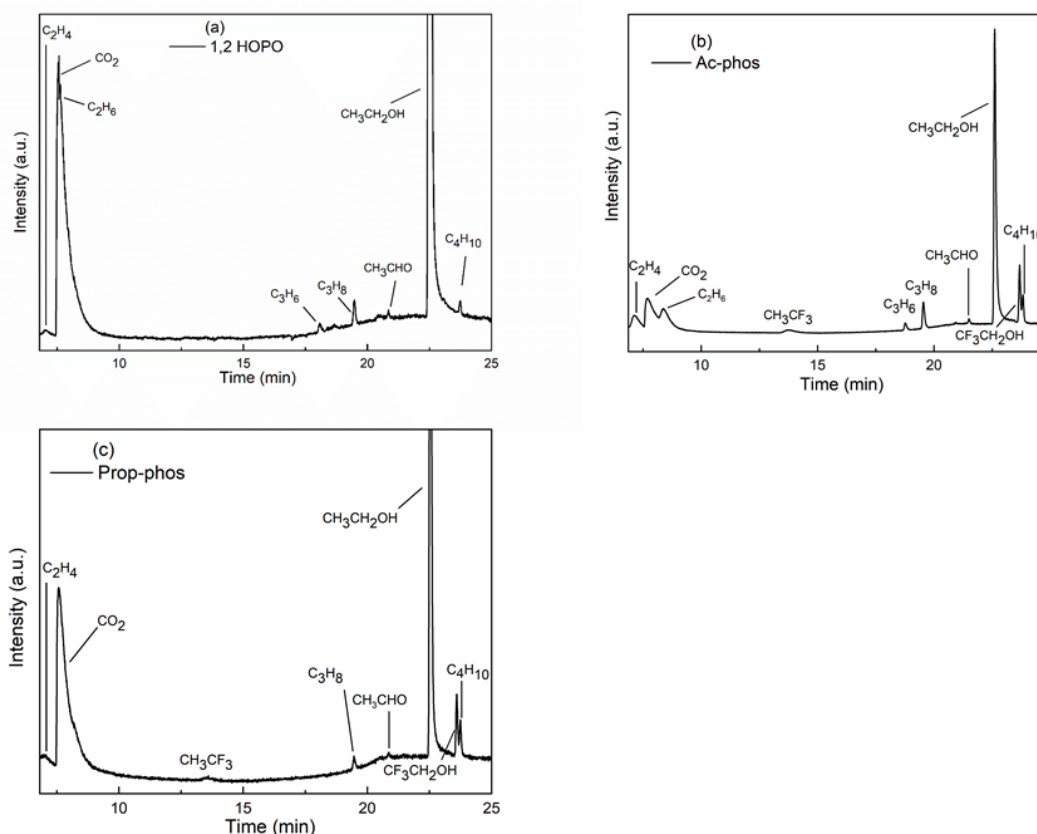 (a)
1,2 HOPO
C₂H₄
CO₂
C₂H₆
CH₃CH₂OH
C₃H₆
C₃H₈
CH₃CHO
C₄H₁₀
Intensity (a.u.)
10 15 20 25
Time (min)
(b)
Ac-phos
CH₃CH₂OH
C₂H₄
CO₂
C₂H₆
CH₃CF₃
C₃H₆
C₃H₈
CH₃CHO
C₄H₁₀
CF₃CH₂OH
Intensity (a.u.)
10 15 20
Time (min)
(c)
Prop-phos
CH₃CH₂OH
C₂H₄
CO₂
CH₃CF₃
C₃H₈
CH₃CHO
C₄H₁₀
CF₃CH₂OH
Intensity (a.u.)
10 15 20 25
Time (min)